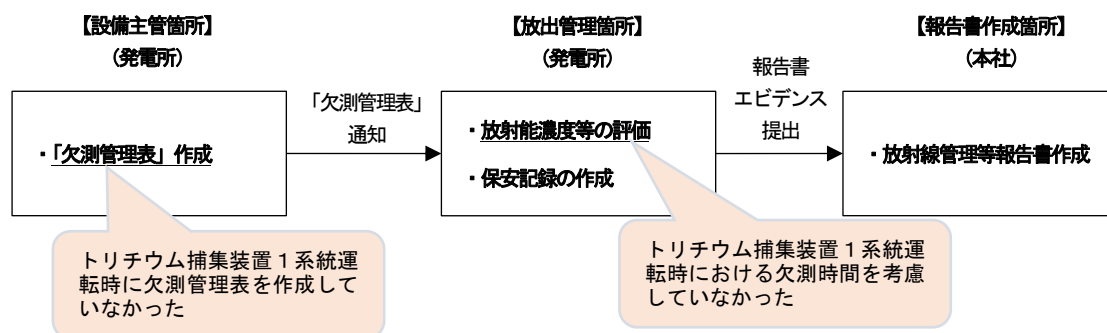 【設備主管箇所】
（発電所）
【放出管理箇所】
（発電所）
【報告書作成箇所】
（本社）
・「欠測管理表」作成
「欠測管理表」
通知
・放射能濃度等の評価
・保安記録の作成
報告書
エビデンス
提出
・放射線管理等報告書作成
トリチウム捕集装置１系統運
転時に欠測管理表を作成して
いなかった
トリチウム捕集装置１系統運
転時における欠測時間を考慮
していなかった